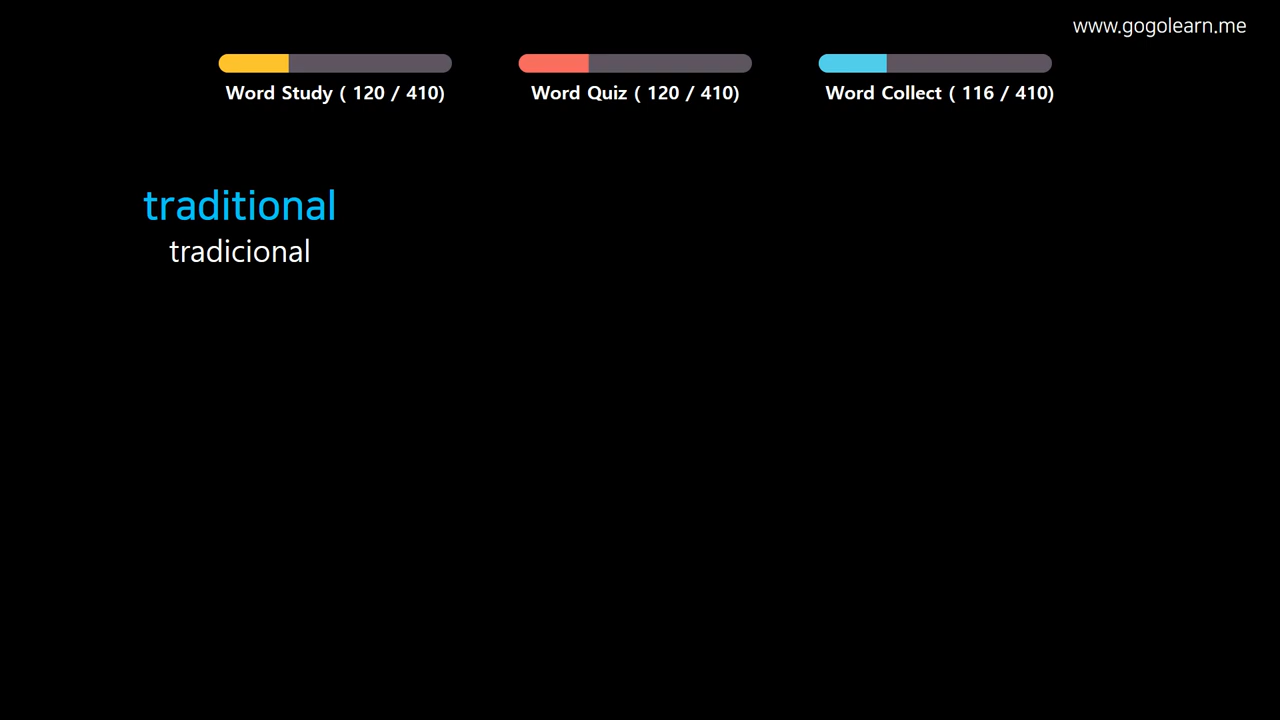 www.gogolearn.me
Word Study ( 120 / 410)
Word Quiz ( 120 / 410)
Word Collect ( 116 / 410)
traditional
tradicional